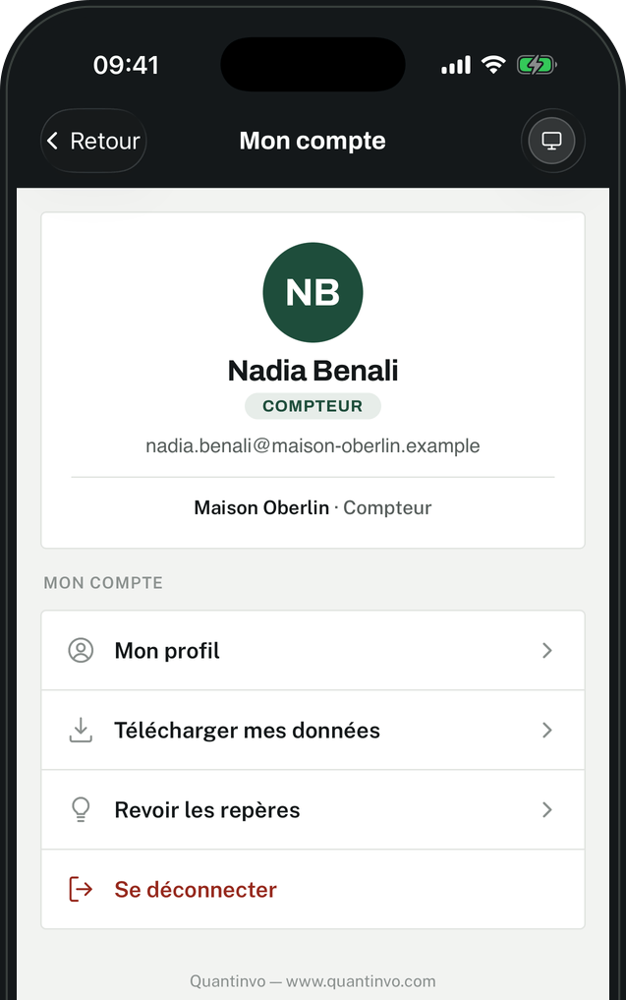 09:41
Retour
Mon compte
NB
Nadia Benali
COMPTEUR
nadia.benali@maison-oberlin.example
Maison Oberlin · Compteur
MON COMPTE
Mon profil
Télécharger mes données
Revoir les repères
Se déconnecter
Quantinvo — www.quantinvo.com